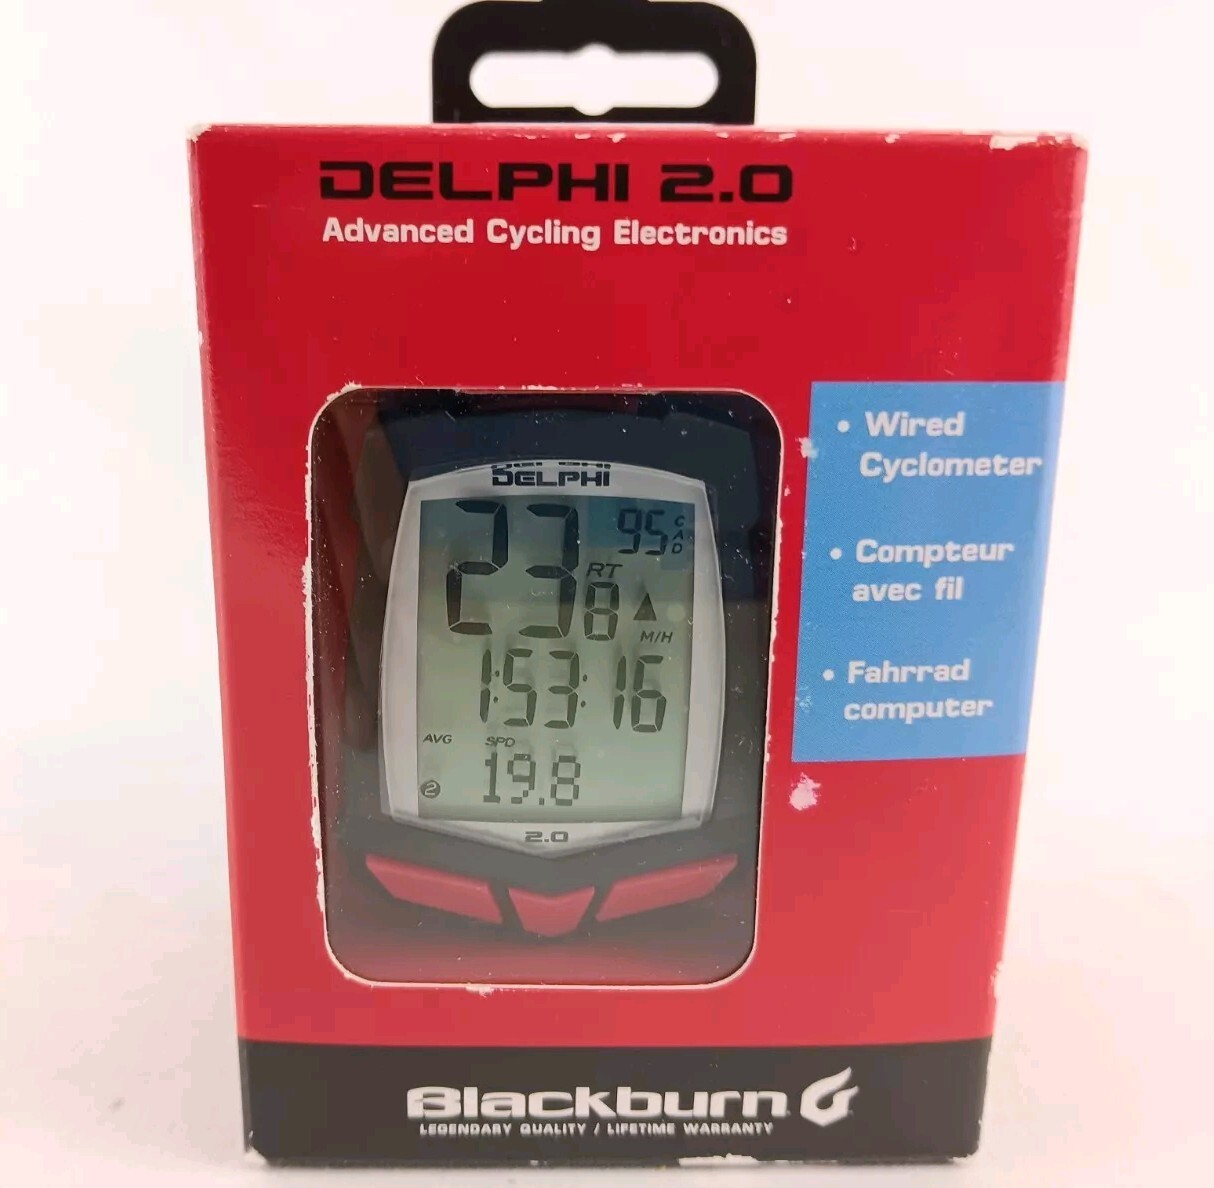 DELPHI 2.0
Advanced Cycling Electronics
• Wired
Cyclometer
• Compteur
avec fil
• Fahrrad
computer
DELPHI
23 95 CAD
RT
8
M/H
1:53:16
AVG SPD
2 19.8
2.0
Blackburn
LEGENDARY QUALITY / LIFETIME WARRANTY